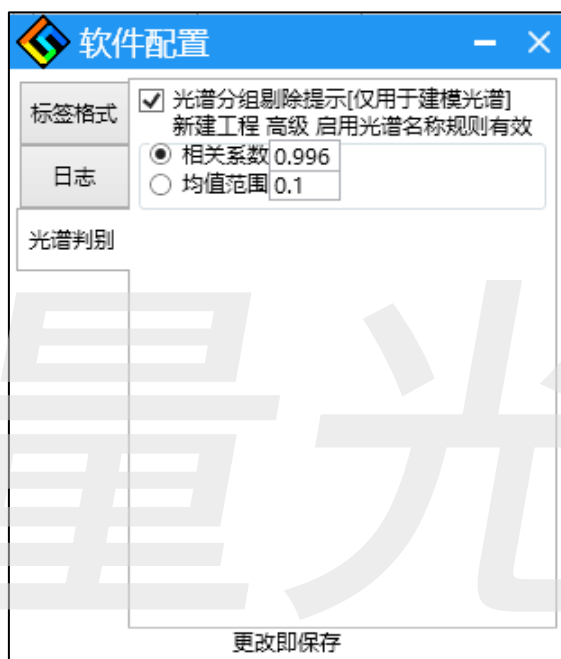 软件配置
标签格式
日志
光谱判别
光谱分组剔除提示[仅用于建模光谱]
新建工程 高级 启用光谱名称规则有效
相关系数 0.996
均值范围 0.1
量光
更改即保存